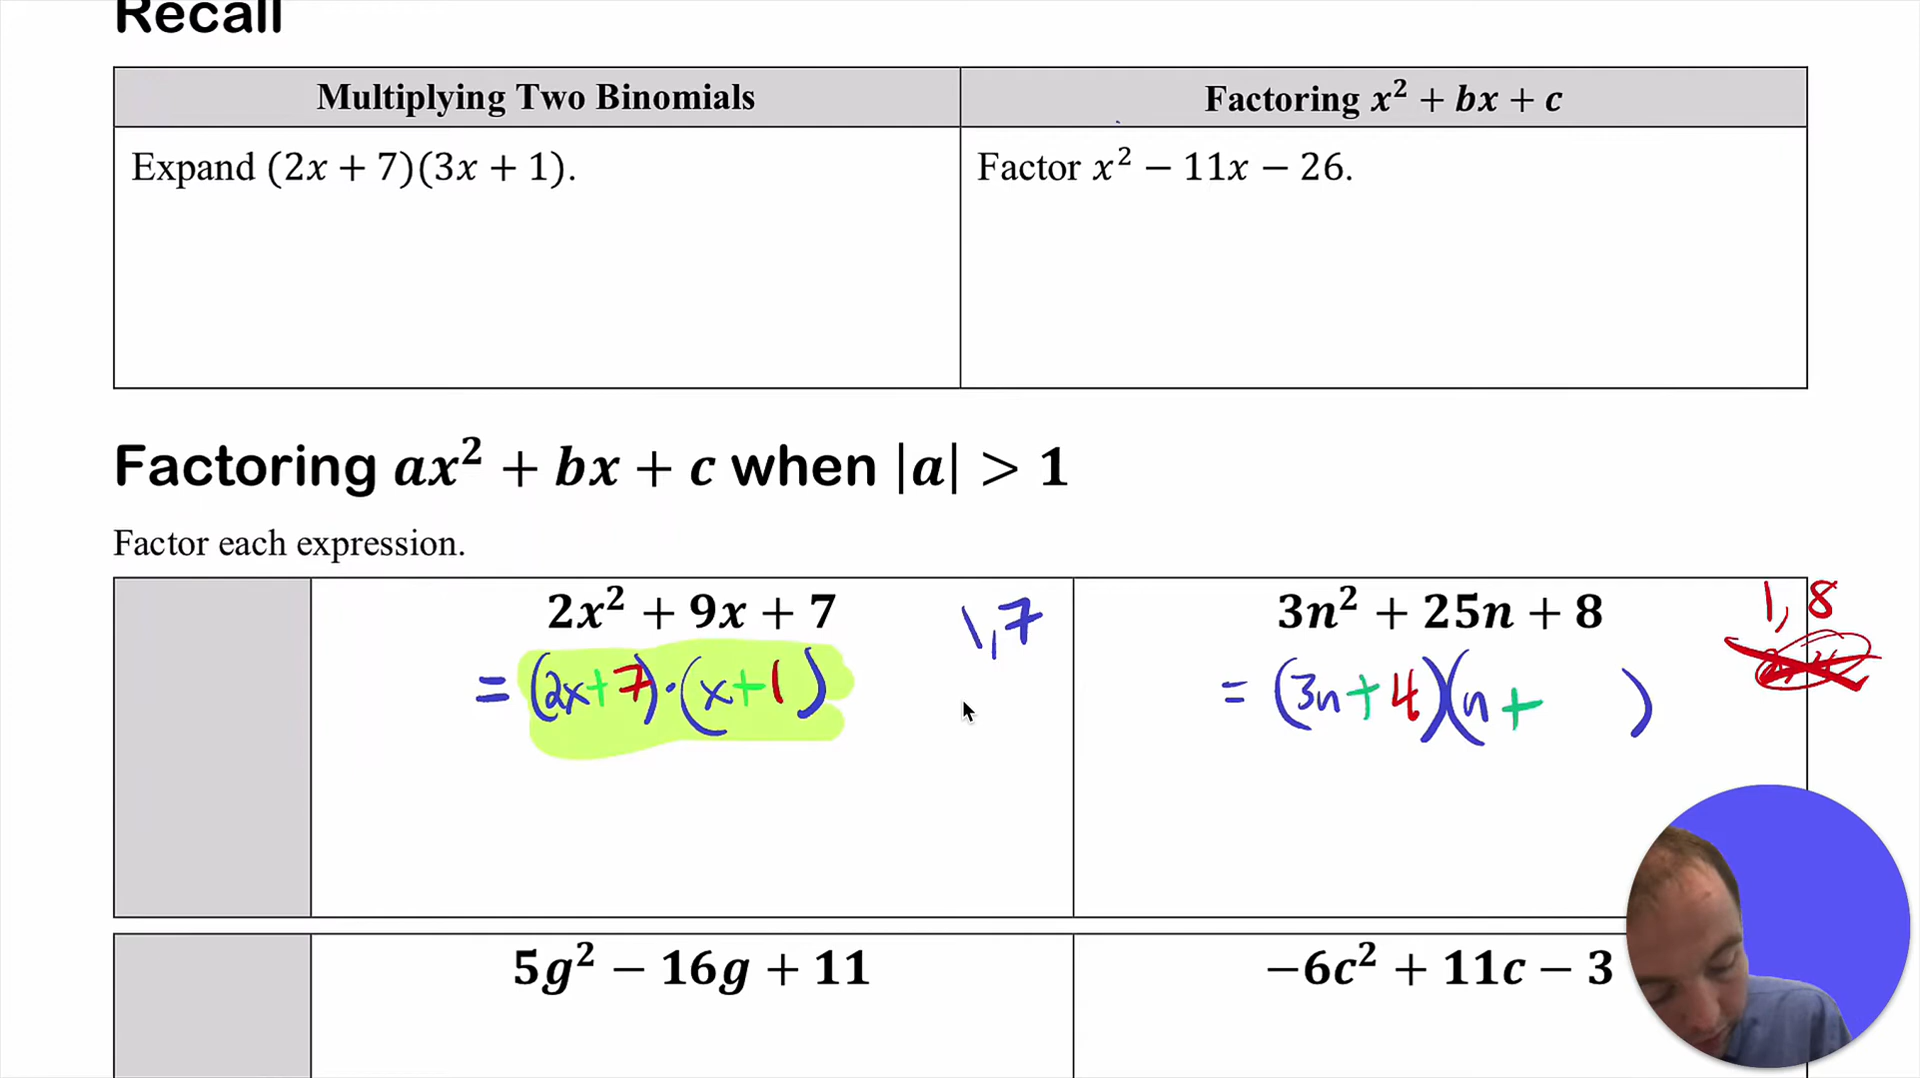 Recall
Multiplying Two Binomials
Factoring x² + bx + c
Expand (2x + 7)(3x + 1).
Factor x² − 11x − 26.
Factoring ax² + bx + c when |a| > 1
Factor each expression.
2x² + 9x + 7
1,7
= (2x+7)·(x+1)
3n² + 25n + 8
1, 8
= (3n+4)(n+ )
5g² − 16g + 11
−6c² + 11c − 3